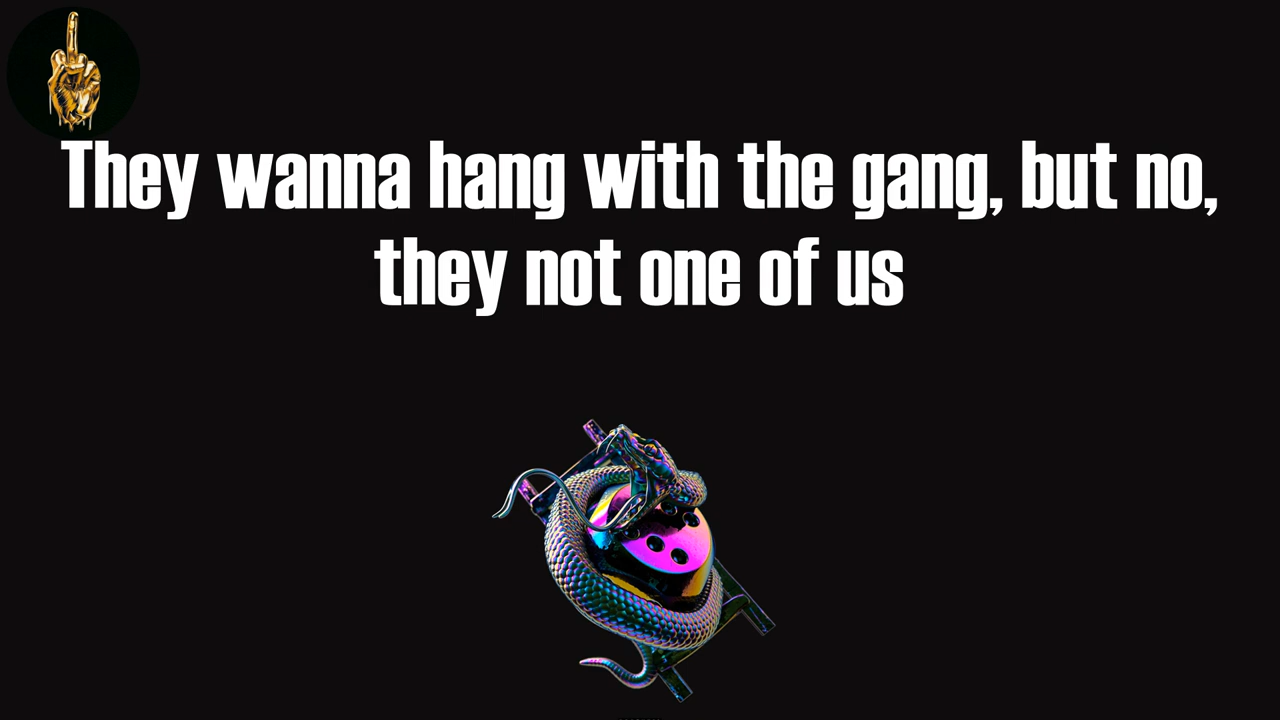 They wanna hang with the gang, but no,
they not one of us